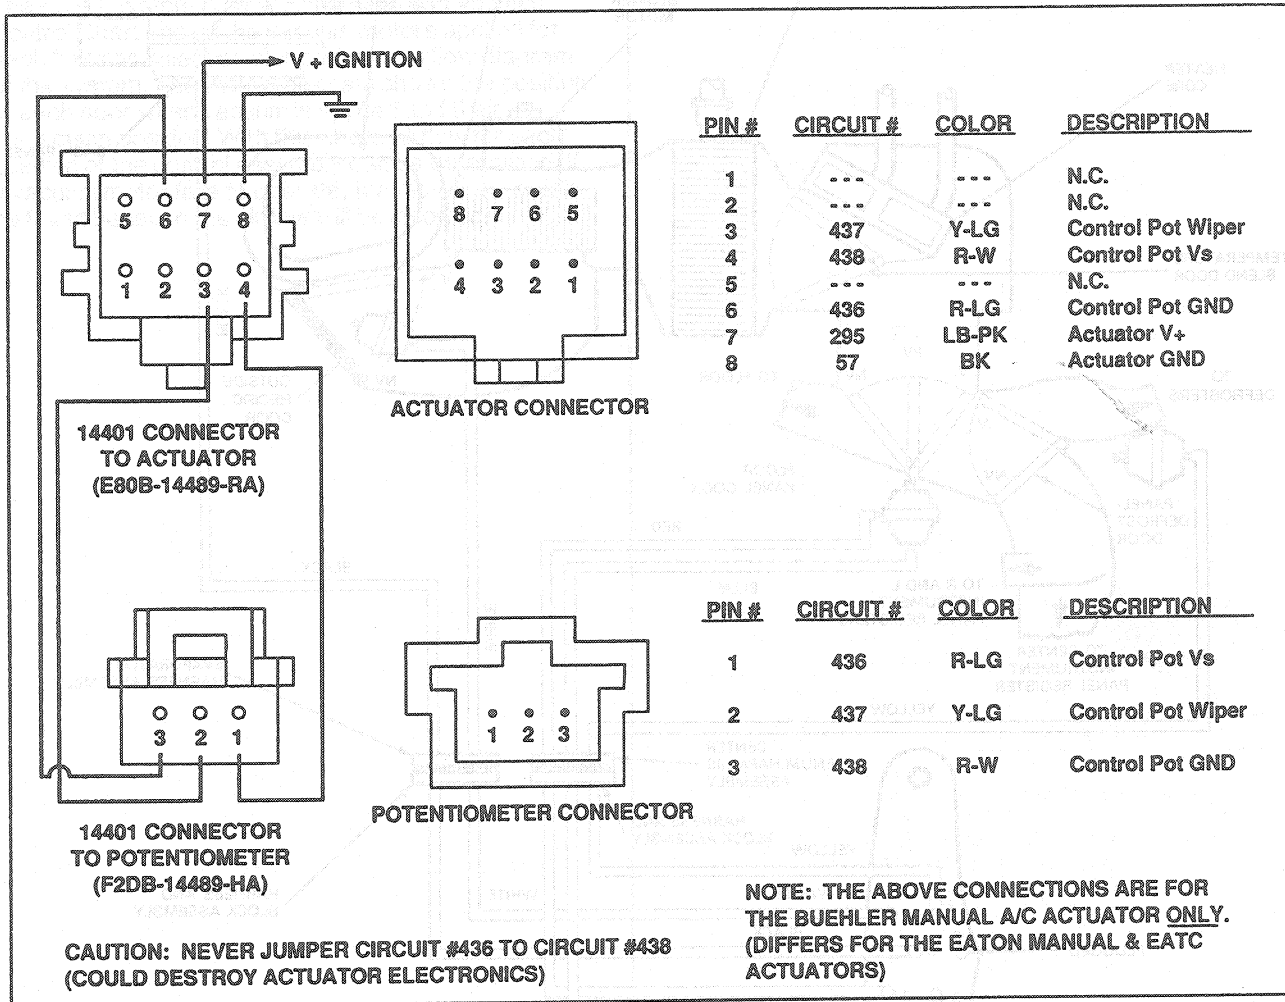 V + IGNITION
5 6 7 8
1 2 3 4
14401 CONNECTOR
TO ACTUATOR
(E80B-14489-RA)
8 7 6 5
4 3 2 1
ACTUATOR CONNECTOR
PIN # CIRCUIT # COLOR DESCRIPTION
1 --- --- N.C.
2 --- --- N.C.
3 437 Y-LG Control Pot Wiper
4 438 R-W Control Pot Vs
5 --- --- N.C.
6 436 R-LG Control Pot GND
7 295 LB-PK Actuator V+
8 57 BK Actuator GND
3 2 1
14401 CONNECTOR
TO POTENTIOMETER
(F2DB-14489-HA)
1 2 3
POTENTIOMETER CONNECTOR
PIN # CIRCUIT # COLOR DESCRIPTION
1 436 R-LG Control Pot Vs
2 437 Y-LG Control Pot Wiper
3 438 R-W Control Pot GND
CAUTION: NEVER JUMPER CIRCUIT #436 TO CIRCUIT #438
(COULD DESTROY ACTUATOR ELECTRONICS)
NOTE: THE ABOVE CONNECTIONS ARE FOR
THE BUEHLER MANUAL A/C ACTUATOR ONLY.
(DIFFERS FOR THE EATON MANUAL & EATC
ACTUATORS)